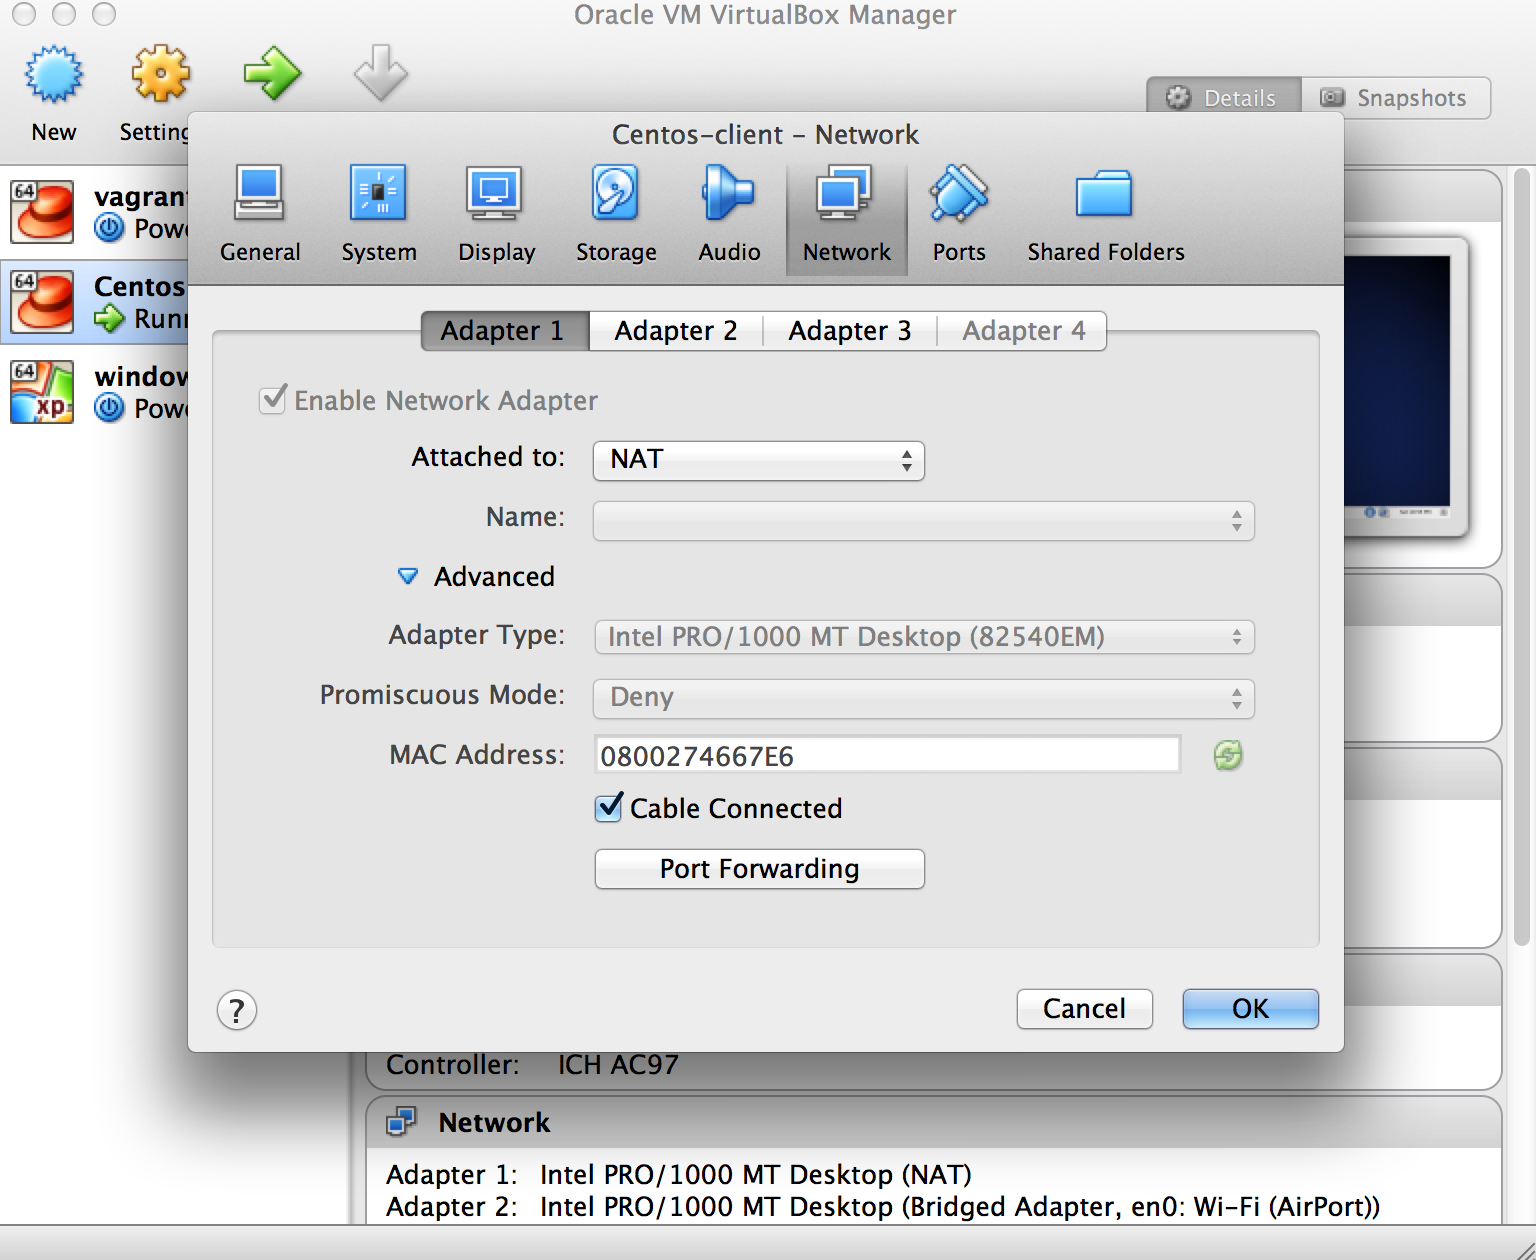 Oracle VM VirtualBox Manager
New
Setting
Details
Snapshots
Centos-client – Network
General
System
Display
Storage
Audio
Network
Ports
Shared Folders
64
vagrant
Powe
64
Centos
Runn
64
xp
window
Powe
Adapter 1
Adapter 2
Adapter 3
Adapter 4
Enable Network Adapter
Attached to:
NAT
Name:
Advanced
Adapter Type:
Intel PRO/1000 MT Desktop (82540EM)
Promiscuous Mode:
Deny
MAC Address:
0800274667E6
Cable Connected
Port Forwarding
?
Cancel
OK
Controller: ICH AC97
Network
Adapter 1: Intel PRO/1000 MT Desktop (NAT)
Adapter 2: Intel PRO/1000 MT Desktop (Bridged Adapter, en0: Wi-Fi (AirPort))